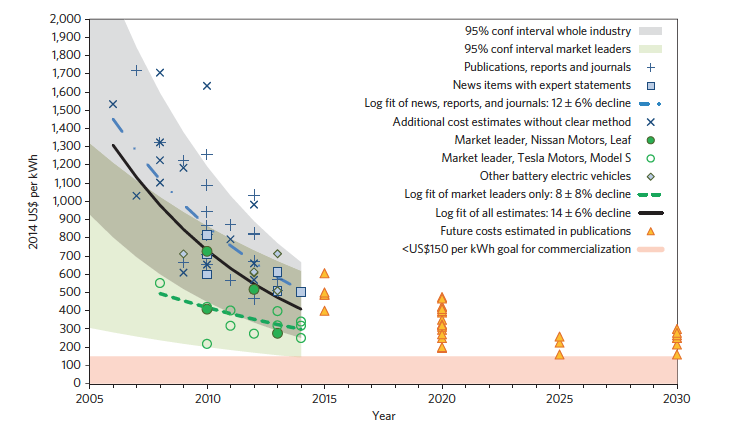 2,000
1,900
1,800
1,700
1,600
1,500
1,400
1,300
1,200
1,100
1,000
900
800
700
600
500
400
300
200
100
0
2014 US$ per kWh
95% conf interval whole industry
95% conf interval market leaders
Publications, reports and journals
News items with expert statements
Log fit of news, reports, and journals: 12 ± 6% decline
Additional cost estimates without clear method
Market leader, Nissan Motors, Leaf
Market leader, Tesla Motors, Model S
Other battery electric vehicles
Log fit of market leaders only: 8 ± 8% decline
Log fit of all estimates: 14 ± 6% decline
Future costs estimated in publications
<US$150 per kWh goal for commercialization
2005
2010
2015
2020
2025
2030
Year